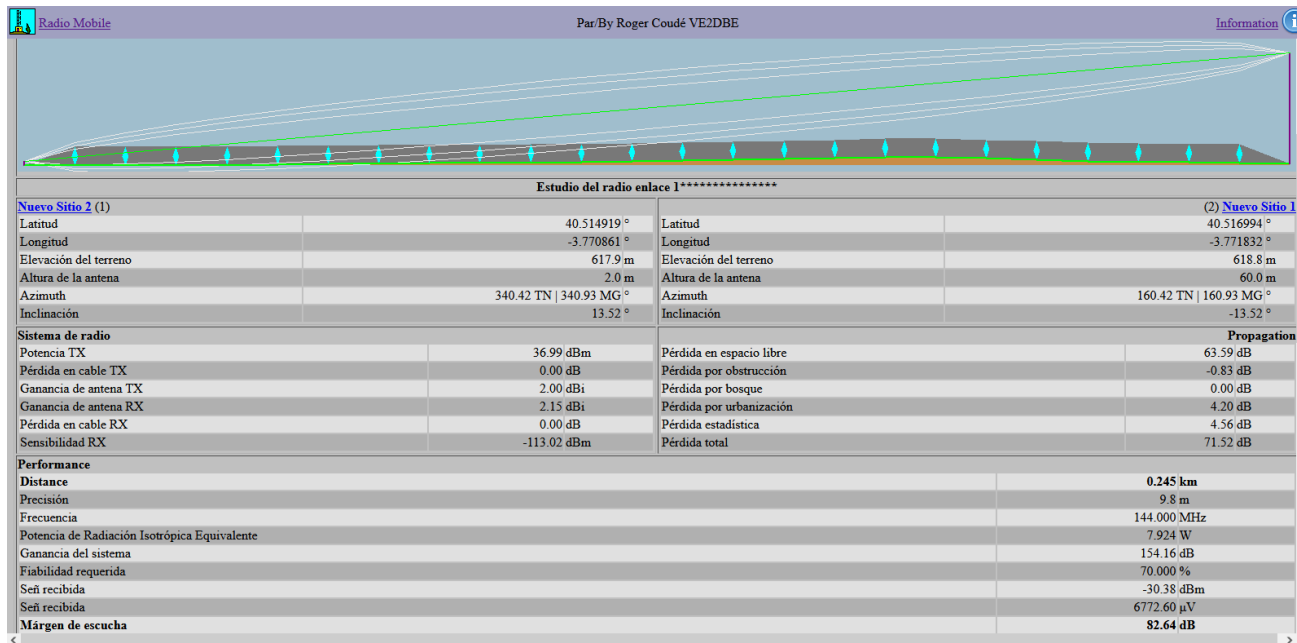 Radio Mobile Par/By Roger Coudé VE2DBE Information
Estudio del radio enlace 1***************
Nuevo Sitio 2 (1) (2) Nuevo Sitio 1
Latitud 40.514919 ° Latitud 40.516994 °
Longitud -3.770861 ° Longitud -3.771832 °
Elevación del terreno 617.9 m Elevación del terreno 618.8 m
Altura de la antena 2.0 m Altura de la antena 60.0 m
Azimuth 340.42 TN | 340.93 MG ° Azimuth 160.42 TN | 160.93 MG °
Inclinación 13.52 ° Inclinación -13.52 °
Sistema de radio Propagation
Potencia TX 36.99 dBm Pérdida en espacio libre 63.59 dB
Pérdida en cable TX 0.00 dB Pérdida por obstrucción -0.83 dB
Ganancia de antena TX 2.00 dBi Pérdida por bosque 0.00 dB
Ganancia de antena RX 2.15 dBi Pérdida por urbanización 4.20 dB
Pérdida en cable RX 0.00 dB Pérdida estadística 4.56 dB
Sensibilidad RX -113.02 dBm Pérdida total 71.52 dB
Performance
Distance 0.245 km
Precisión 9.8 m
Frecuencia 144.000 MHz
Potencia de Radiación Isotrópica Equivalente 7.924 W
Ganancia del sistema 154.16 dB
Fiabilidad requerida 70.000 %
Señ recibida -30.38 dBm
Señ recibida 6772.60 µV
Márgen de escucha 82.64 dB